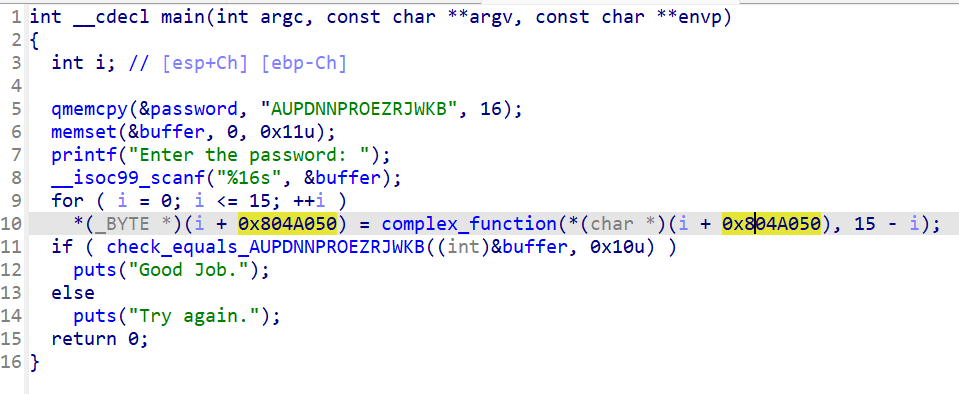 1 int __cdecl main(int argc, const char **argv, const char **envp)
2 {
3   int i; // [esp+Ch] [ebp-Ch]
4
5   qmemcpy(&password, "AUPDNNPROEZRJWKB", 16);
6   memset(&buffer, 0, 0x11u);
7   printf("Enter the password: ");
8   __isoc99_scanf("%16s", &buffer);
9   for ( i = 0; i <= 15; ++i )
10     *(_BYTE *)(i + 0x804A050) = complex_function(*(char *)(i + 0x804A050), 15 - i);
11   if ( check_equals_AUPDNNPROEZRJWKB((int)&buffer, 0x10u) )
12     puts("Good Job.");
13   else
14     puts("Try again.");
15   return 0;
16 }